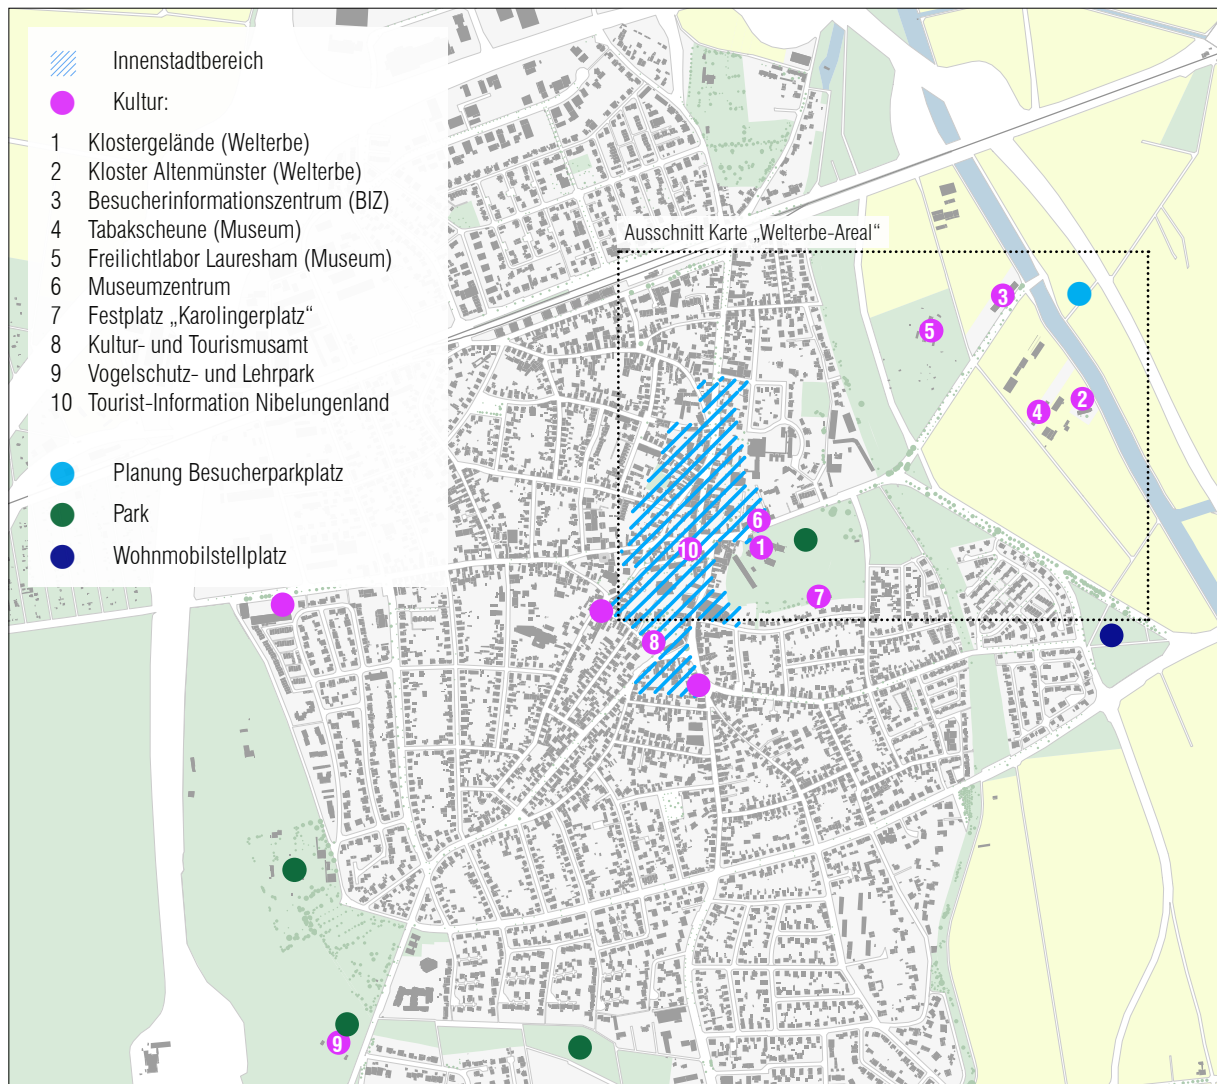 Innenstadtbereich
Kultur:
1 Klostergelände (Welterbe)
2 Kloster Altenmünster (Welterbe)
3 Besucherinformationszentrum (BIZ)
4 Tabakscheune (Museum)
5 Freilichtlabor Lauresham (Museum)
6 Museumzentrum
7 Festplatz „Karolingerplatz“
8 Kultur- und Tourismusamt
9 Vogelschutz- und Lehrpark
10 Tourist-Information Nibelungenland
Planung Besucherparkplatz
Park
Wohnmobilstellplatz
Ausschnitt Karte „Welterbe-Areal“
3
5
2
4
6
10
1
7
8
9